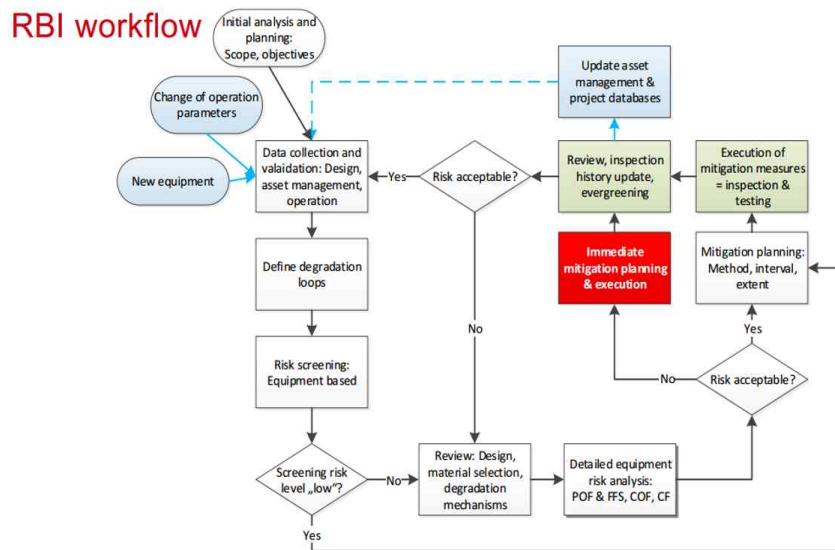 RBI workflow
Initial analysis and
planning:
Scope, objectives
Change of operation
parameters
New equipment
Data collection and
valaidation: Design,
asset management,
operation
Define degradation
loops
Risk screening:
Equipment based
Screening risk
level „low“?
No
Yes
Review: Design,
material selection,
degradation
mechanisms
Detailed equipment
risk analysis:
POF & FFS, COF, CF
Risk acceptable?
No
Yes
Immediate
mitigation planning
& execution
Mitigation planning:
Method, interval,
extent
Execution of
mitigation measures
= inspection &
testing
Review, inspection
history update,
evergreening
Update asset
management &
project databases
Risk acceptable?
Yes
No